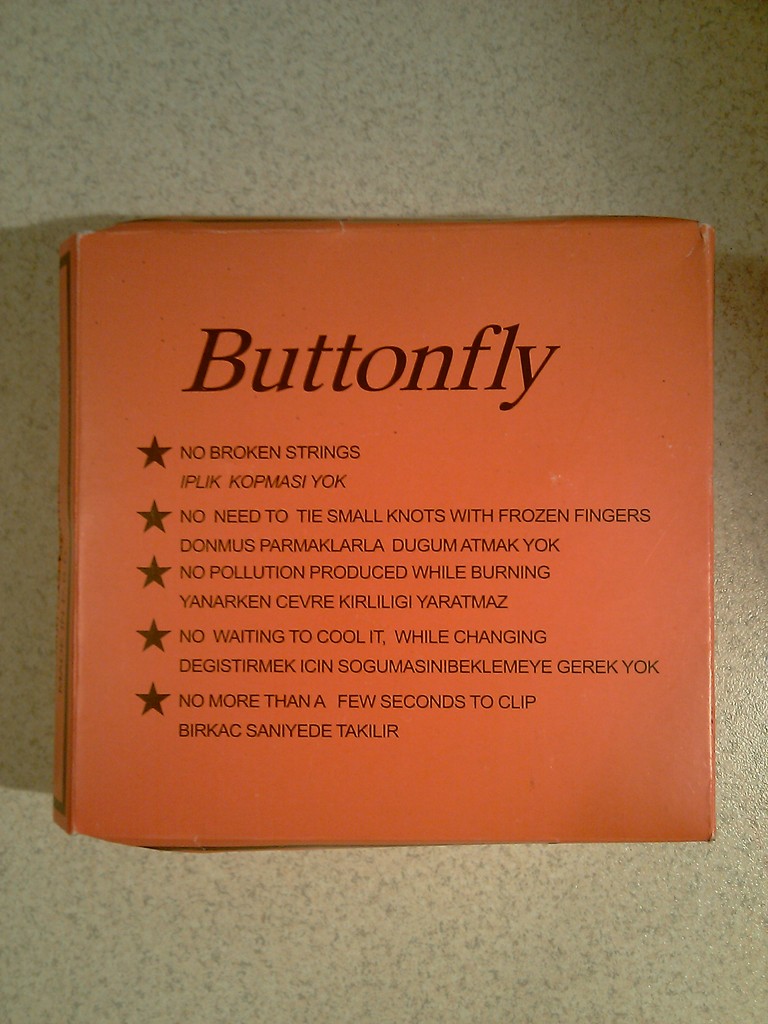 Buttonfly
NO BROKEN STRINGS
IPLIK KOPMASI YOK
NO NEED TO TIE SMALL KNOTS WITH FROZEN FINGERS
DONMUS PARMAKLARLA DUGUM ATMAK YOK
NO POLLUTION PRODUCED WHILE BURNING
YANARKEN CEVRE KIRLILIGI YARATMAZ
NO WAITING TO COOL IT, WHILE CHANGING
DEGISTIRMEK ICIN SOGUMASINIBEKLEMEYE GEREK YOK
NO MORE THAN A FEW SECONDS TO CLIP
BIRKAC SANIYEDE TAKILIR